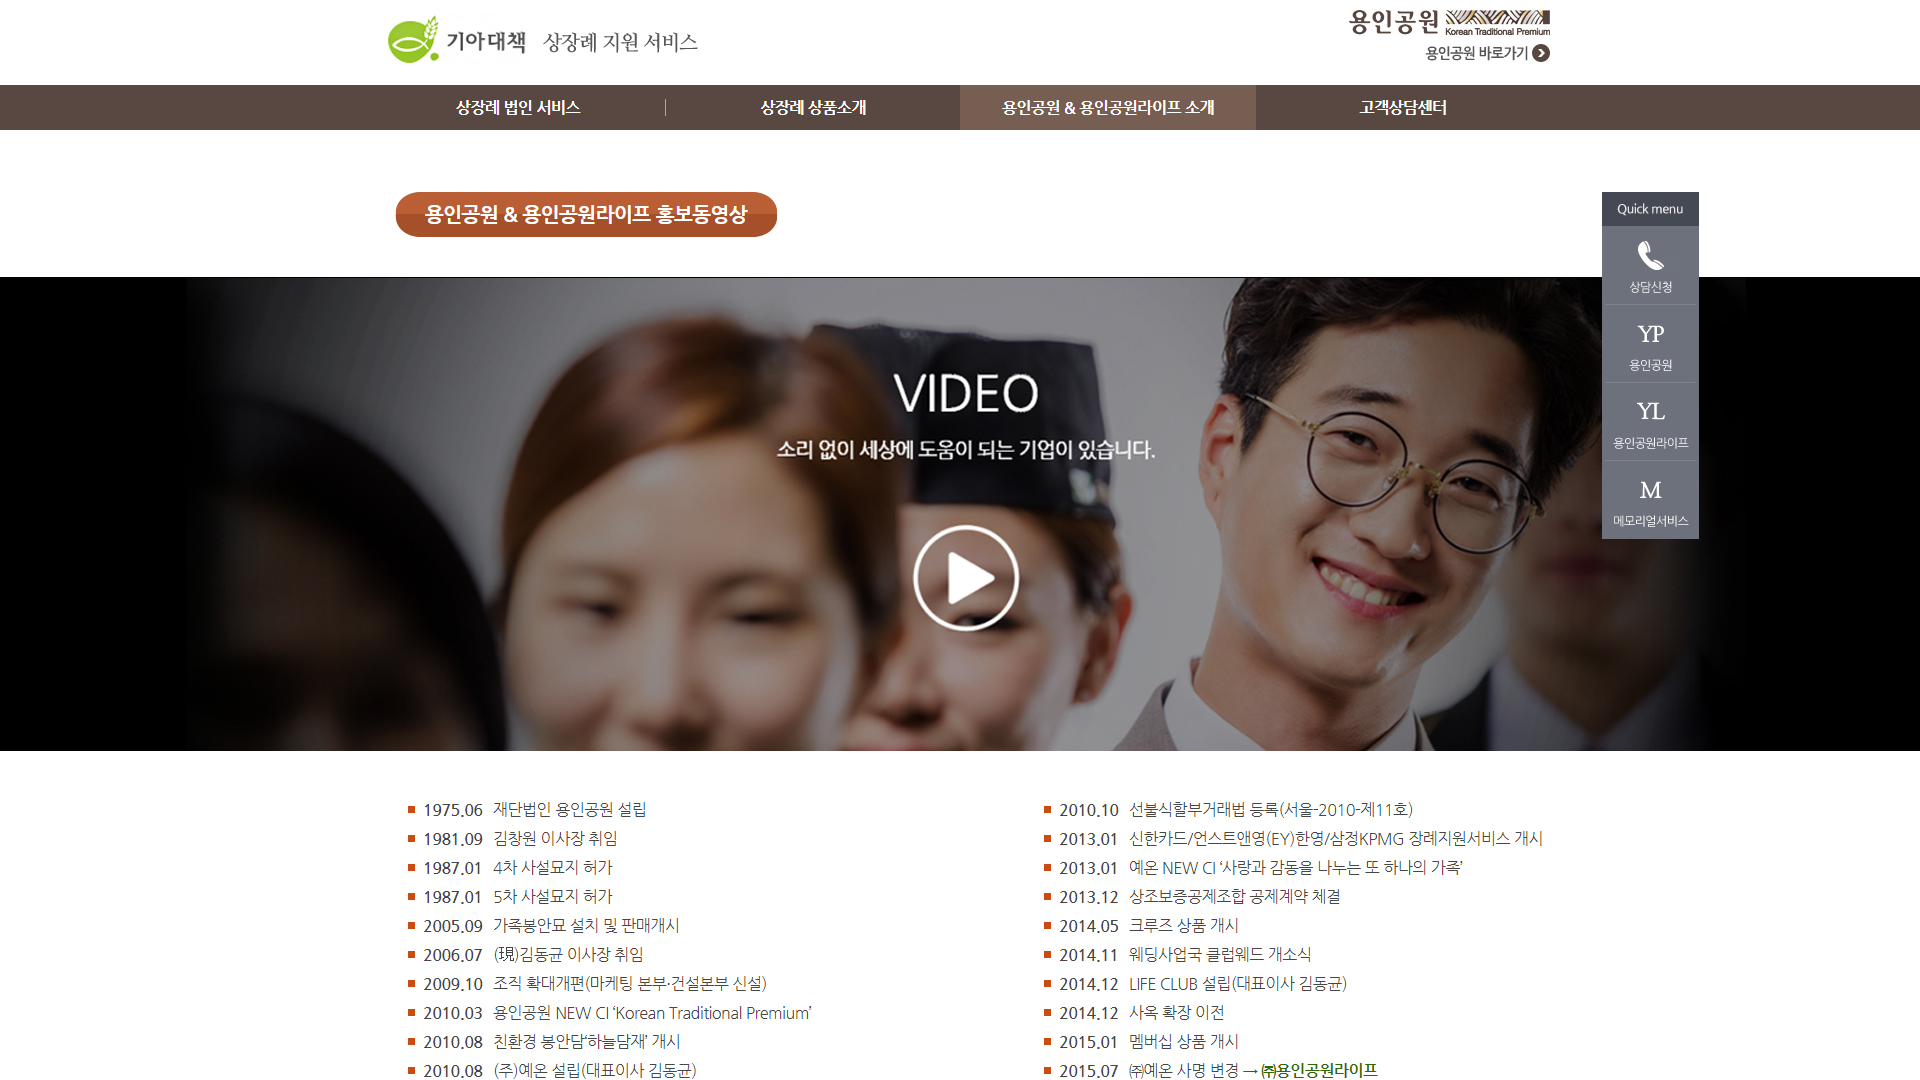 기아대책 상장례 지원 서비스
용인공원 Korean Traditional Premium
용인공원 바로가기
상장례 법인 서비스
상장례 상품소개
용인공원 & 용인공원라이프 소개
고객상담센터
용인공원 & 용인공원라이프 홍보동영상
Quick menu
상담신청
YP
용인공원
YL
용인공원라이프
M
메모리얼서비스
VIDEO
소리 없이 세상에 도움이 되는 기업이 있습니다.
1975.06 재단법인 용인공원 설립
1981.09 김창원 이사장 취임
1987.01 4차 사설묘지 허가
1987.01 5차 사설묘지 허가
2005.09 가족봉안묘 설치 및 판매개시
2006.07 (現)김동균 이사장 취임
2009.10 조직 확대개편(마케팅 본부·건설본부 신설)
2010.03 용인공원 NEW CI ‘Korean Traditional Premium’
2010.08 친환경 봉안담‘하늘담재’ 개시
2010.08 (주)예온 설립(대표이사 김동균)
2010.10 선불식할부거래법 등록(서울-2010-제11호)
2013.01 신한카드/언스트앤영(EY)한영/삼정KPMG 장례지원서비스 개시
2013.01 예온 NEW CI ‘사랑과 감동을 나누는 또 하나의 가족’
2013.12 상조보증공제조합 공제계약 체결
2014.05 크루즈 상품 개시
2014.11 웨딩사업국 클럽웨드 개소식
2014.12 LIFE CLUB 설립(대표이사 김동균)
2014.12 사옥 확장 이전
2015.01 멤버십 상품 개시
2015.07 ㈜예온 사명 변경 → ㈜용인공원라이프